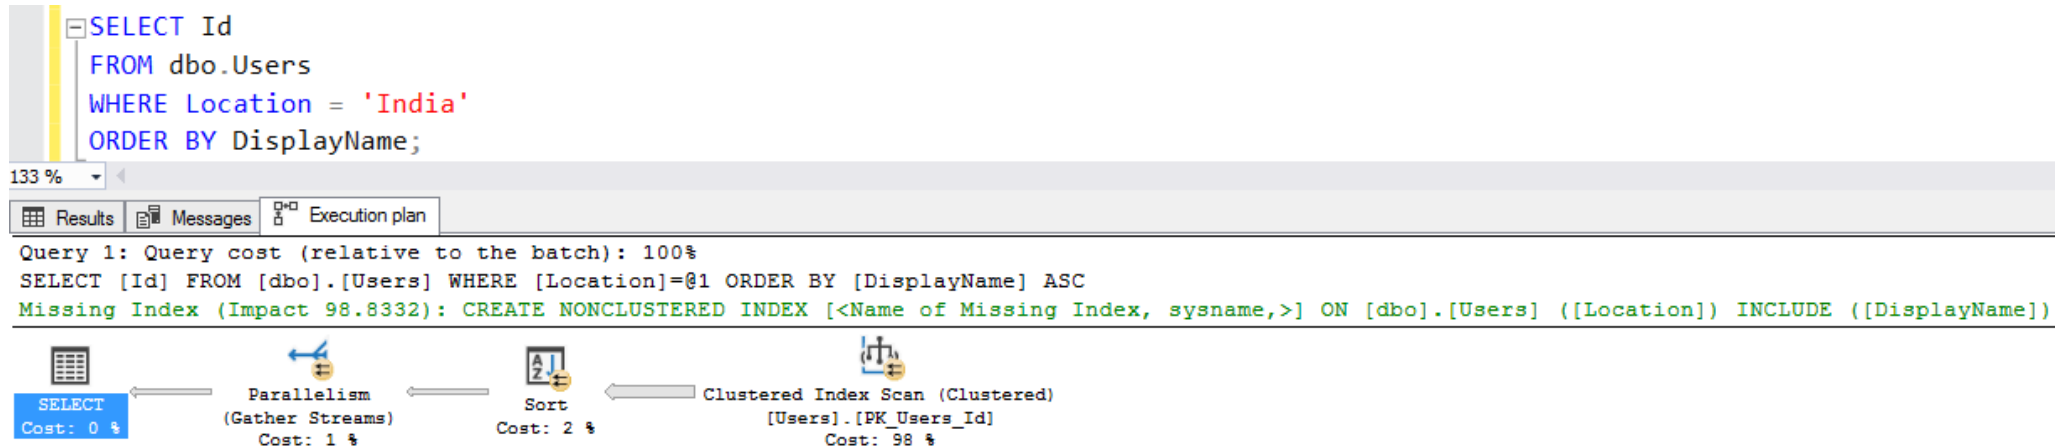 SELECT Id
FROM dbo.Users
WHERE Location = 'India'
ORDER BY DisplayName;
133 %
Results Messages Execution plan
Query 1: Query cost (relative to the batch): 100%
SELECT [Id] FROM [dbo].[Users] WHERE [Location]=@1 ORDER BY [DisplayName] ASC
Missing Index (Impact 98.8332): CREATE NONCLUSTERED INDEX [<Name of Missing Index, sysname,>] ON [dbo].[Users] ([Location]) INCLUDE ([DisplayName])
SELECT
Cost: 0 %
Parallelism
(Gather Streams)
Cost: 1 %
Sort
Cost: 2 %
Clustered Index Scan (Clustered)
[Users].[PK_Users_Id]
Cost: 98 %